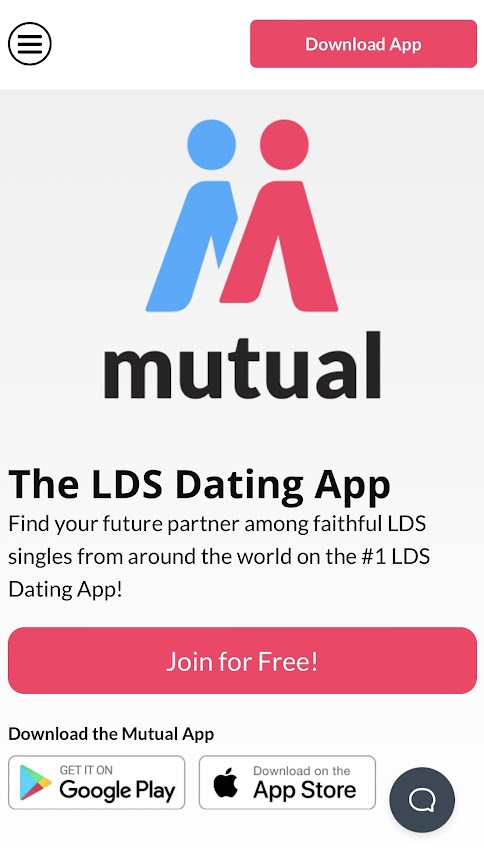 Download App
mutual
The LDS Dating App
Find your future partner among faithful LDS
singles from around the world on the #1 LDS
Dating App!
Join for Free!
Download the Mutual App
GET IT ON
Google Play
Download on the
App Store